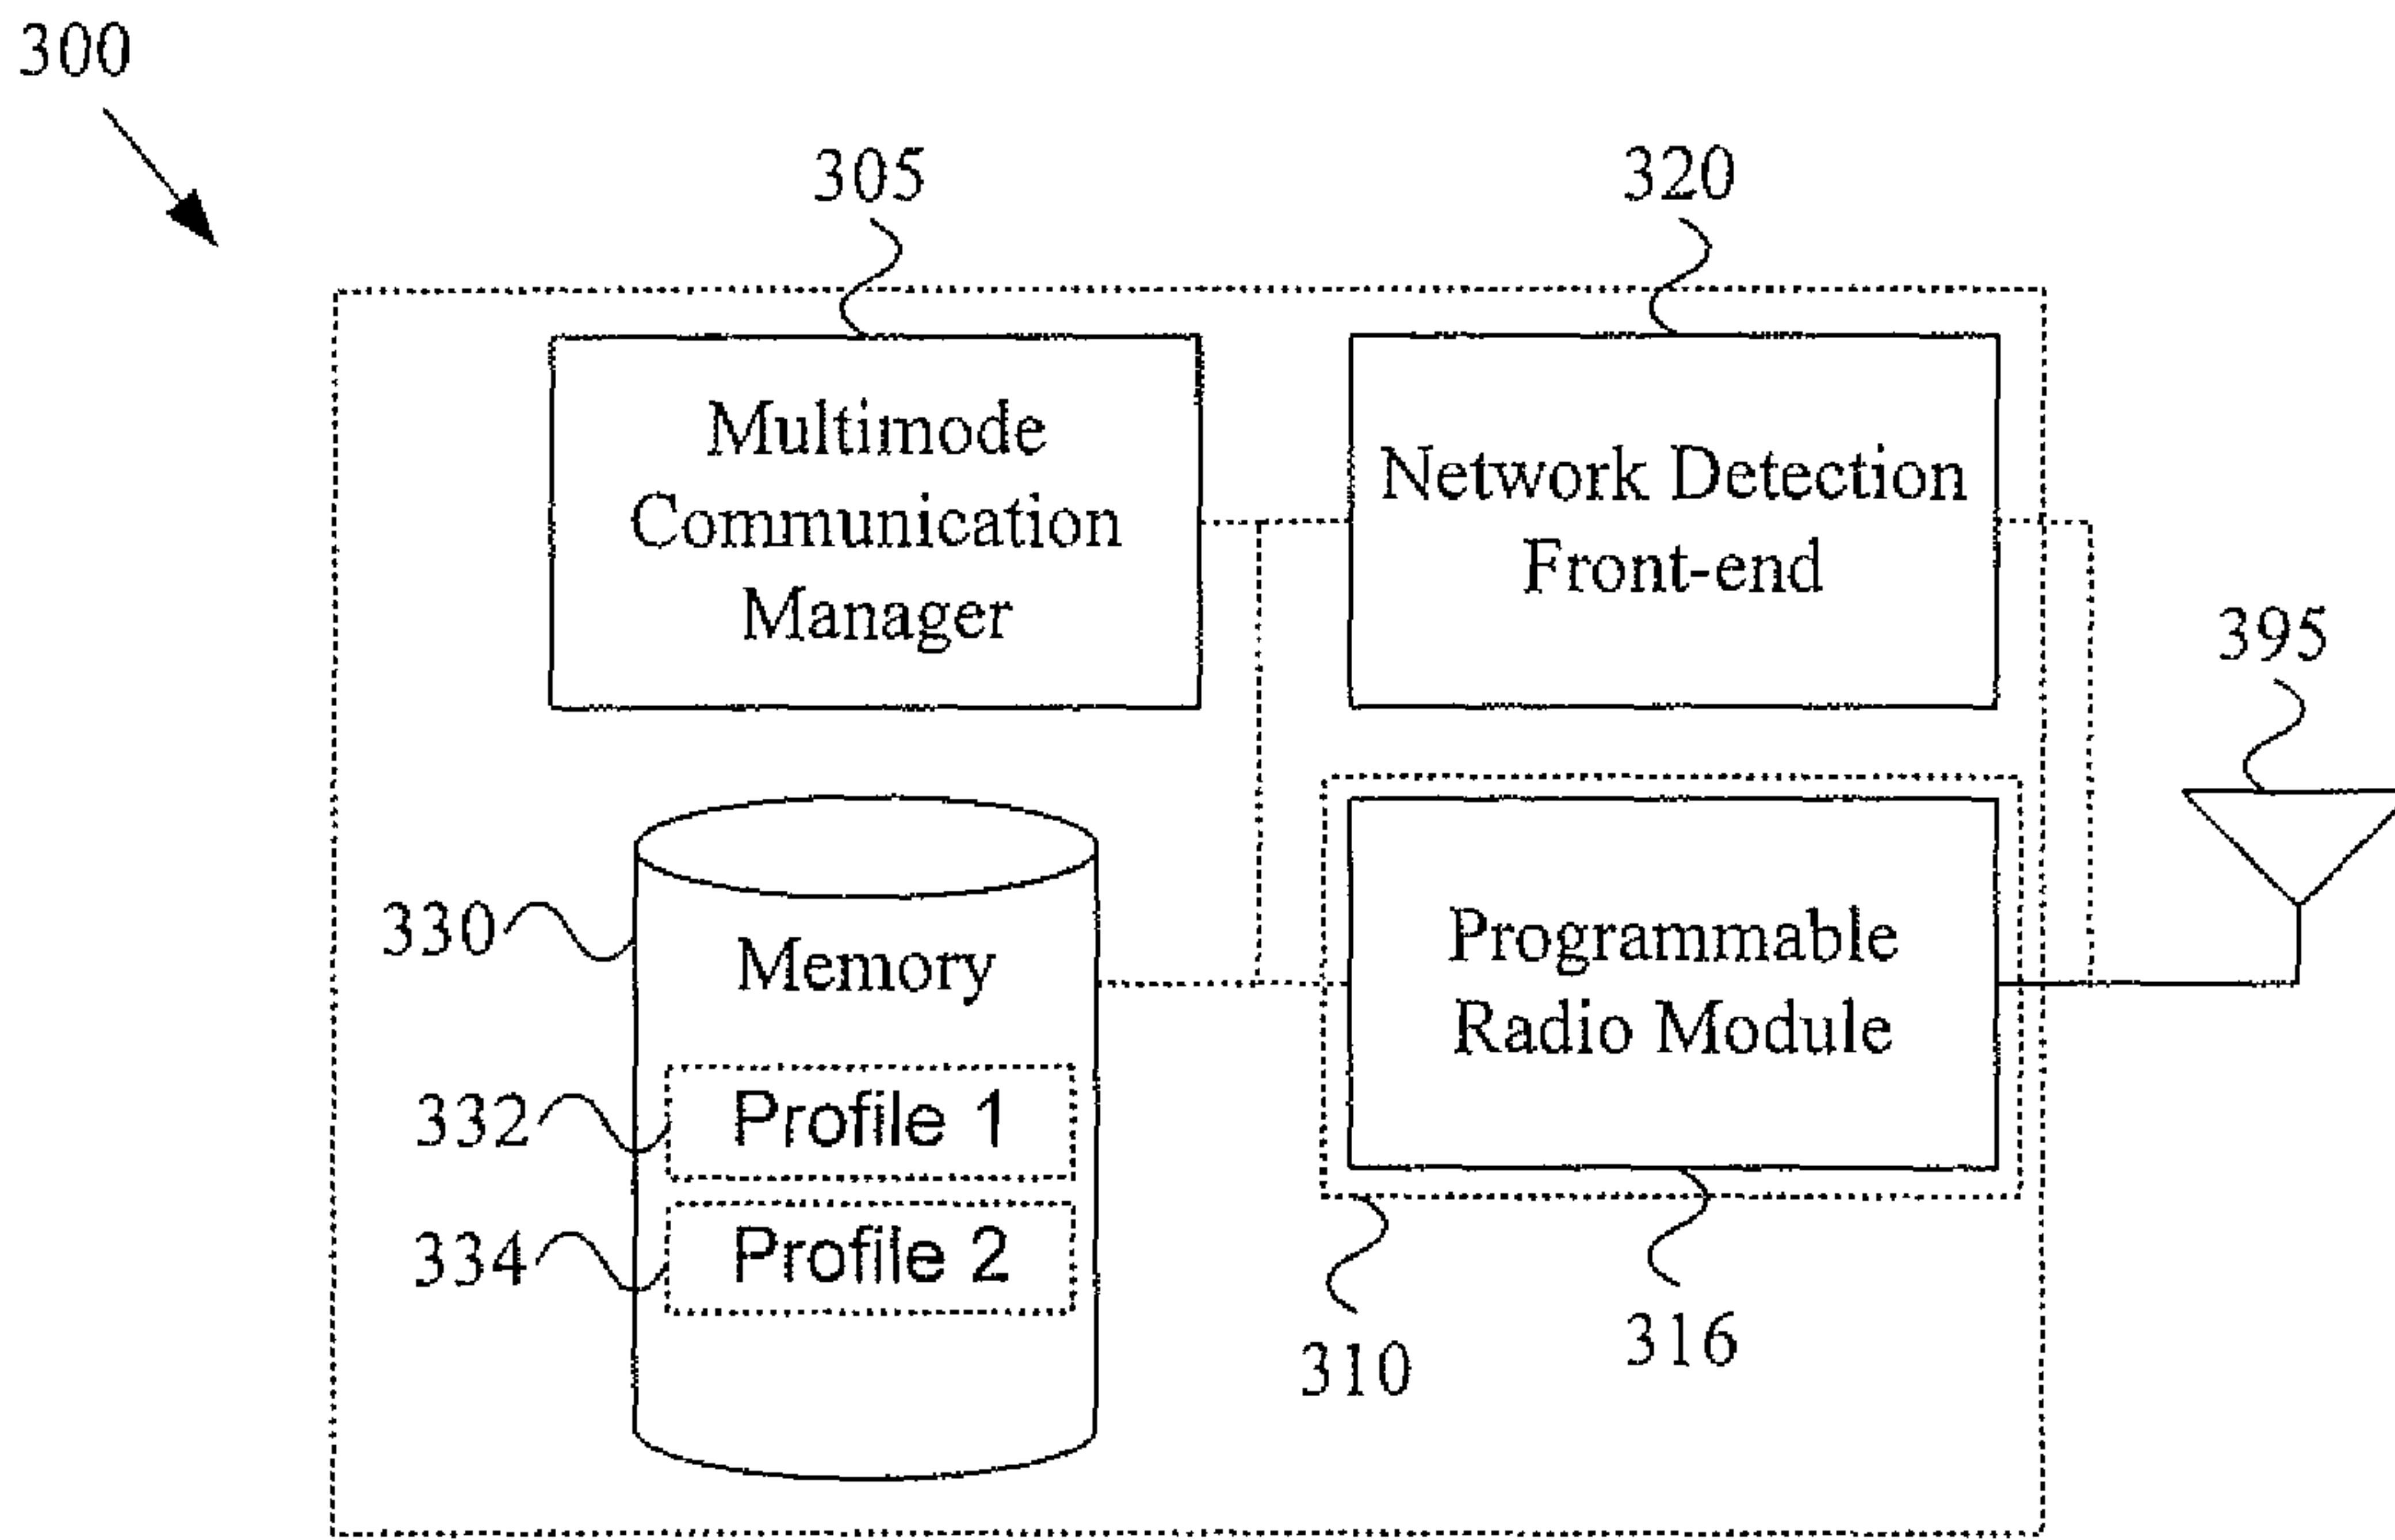 300
305
320
Multimode
Communication
Manager
Network Detection
Front-end
395
330
Memory
Programmable
Radio Module
332
Profile 1
334
Profile 2
310
316